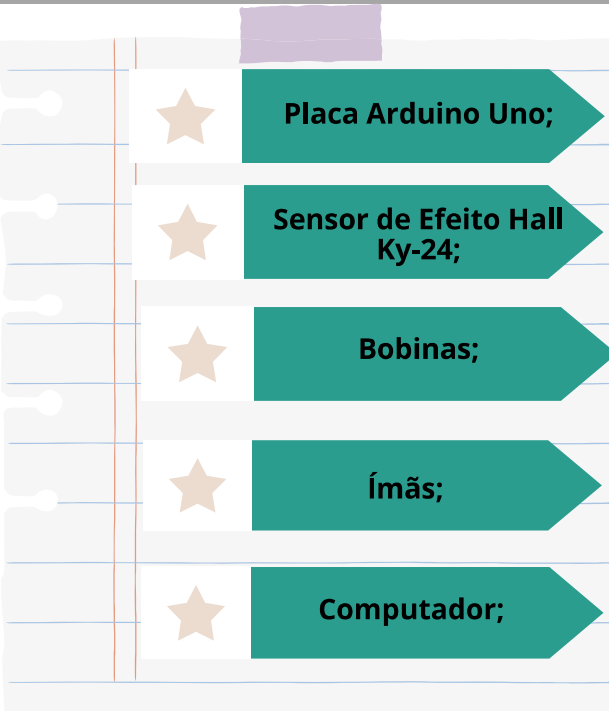 Placa Arduino Uno;
Sensor de Efeito Hall
Ky-24;
Bobinas;
Ímãs;
Computador;